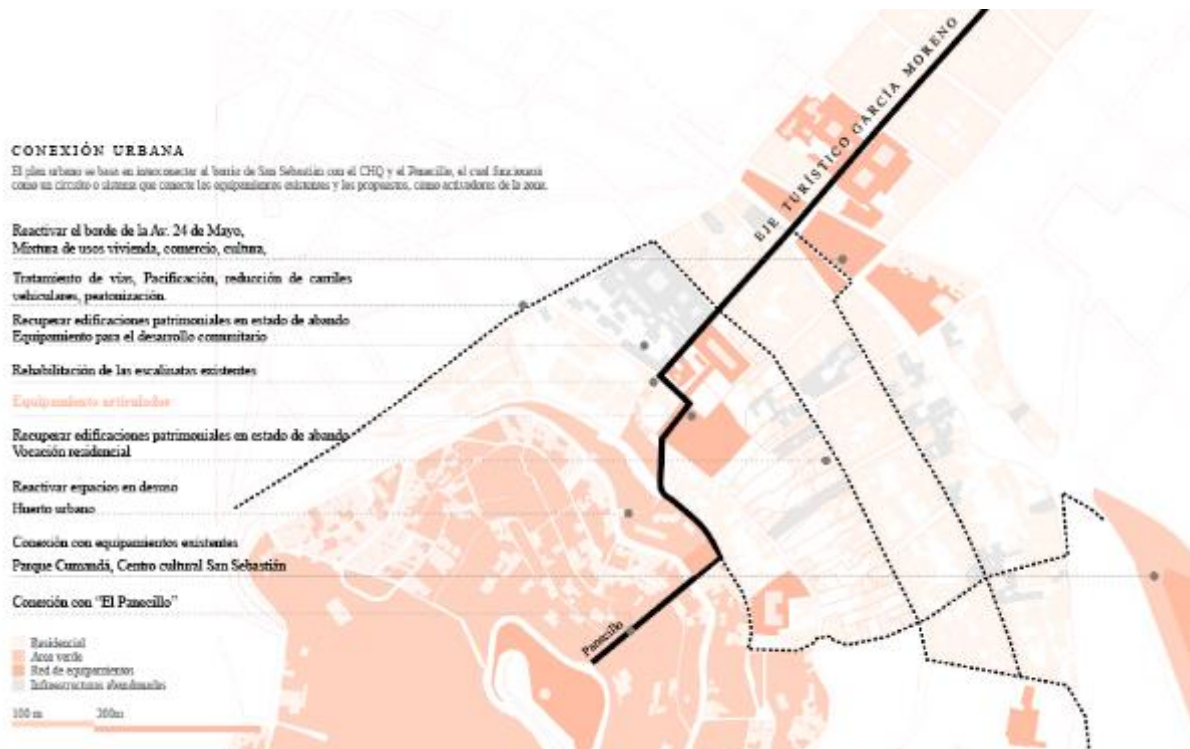 CONEXIÓN URBANA
El plan urbano se basa en interconectar al barrio de San Sebastián con el CHQ y el Panecillo, el cual funcionará
como un circuito o sistema que conecte los equipamientos existentes y los propuestos, como activadores de la zona.
Reactivar el borde de la Av. 24 de Mayo,
Mixtura de usos vivienda, comercio, cultura,
Tratamiento de vías, Pacificación, reducción de carriles
vehiculares, peatonización.
Recuperar edificaciones patrimoniales en estado de abando
Equipamiento para el desarrollo comunitario
Rehabilitación de las escalinatas existentes
Equipamiento articulador
Recuperar edificaciones patrimoniales en estado de abando
Vocación residencial
Reactivar espacios en desuso
Huerto urbano
Conexión con equipamientos existentes
Parque Cumandá, Centro cultural San Sebastián
Conexión con "El Panecillo"
Residencial
Area verde
Red de equipamientos
Infraestructuras abandonadas
100 m 200m
EJE TURÍSTICO GARCÍA MORENO
Panecillo